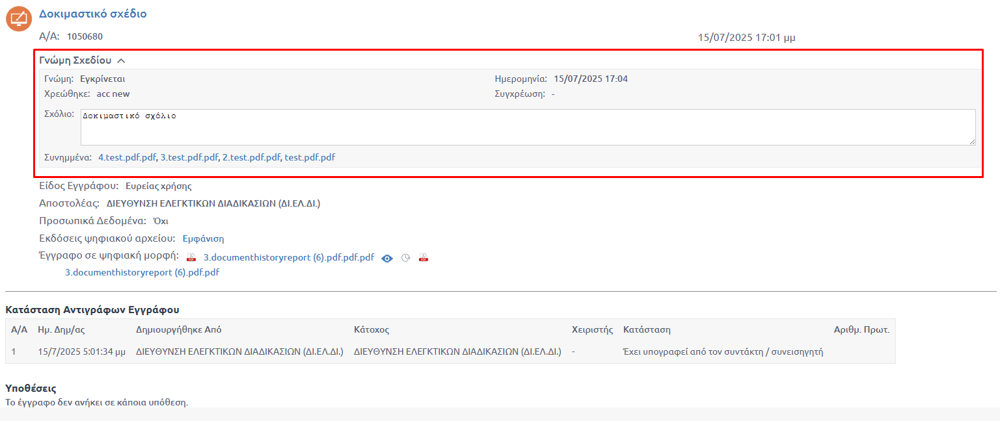 Δοκιμαστικό σχέδιο
Α/Α: 1050680 15/07/2025 17:01 μμ
Γνώμη Σχεδίου
Γνώμη: Εγκρίνεται Ημερομηνία: 15/07/2025 17:04
Χρεώθηκε: acc new Συγχρέωση: -
Σχόλιο: Δοκιμαστικό σχόλιο
Συνημμένα: 4.test.pdf.pdf, 3.test.pdf.pdf, 2.test.pdf.pdf, test.pdf.pdf
Είδος Εγγράφου: Ευρείας χρήσης
Αποστολέας: ΔΙΕΥΘΥΝΣΗ ΕΛΕΓΚΤΙΚΩΝ ΔΙΑΔΙΚΑΣΙΩΝ (ΔΙ.ΕΛ.ΔΙ.)
Προσωπικά Δεδομένα: Όχι
Εκδόσεις ψηφιακού αρχείου: Εμφάνιση
Έγγραφο σε ψηφιακή μορφή: 3.documenthistoryreport (6).pdf.pdf.pdf
3.documenthistoryreport (6).pdf.pdf
Κατάσταση Αντιγράφων Εγγράφου
Α/Α Ημ. Δημ/ας Δημιουργήθηκε Από Κάτοχος Χειριστής Κατάσταση Αριθμ. Πρωτ.
1 15/7/2025 5:01:34 μμ ΔΙΕΥΘΥΝΣΗ ΕΛΕΓΚΤΙΚΩΝ ΔΙΑΔΙΚΑΣΙΩΝ (ΔΙ.ΕΛ.ΔΙ.) ΔΙΕΥΘΥΝΣΗ ΕΛΕΓΚΤΙΚΩΝ ΔΙΑΔΙΚΑΣΙΩΝ (ΔΙ.ΕΛ.ΔΙ.) - Έχει υπογραφεί από τον συντάκτη / συνεισηγητή
Υποθέσεις
Το έγγραφο δεν ανήκει σε κάποια υπόθεση.